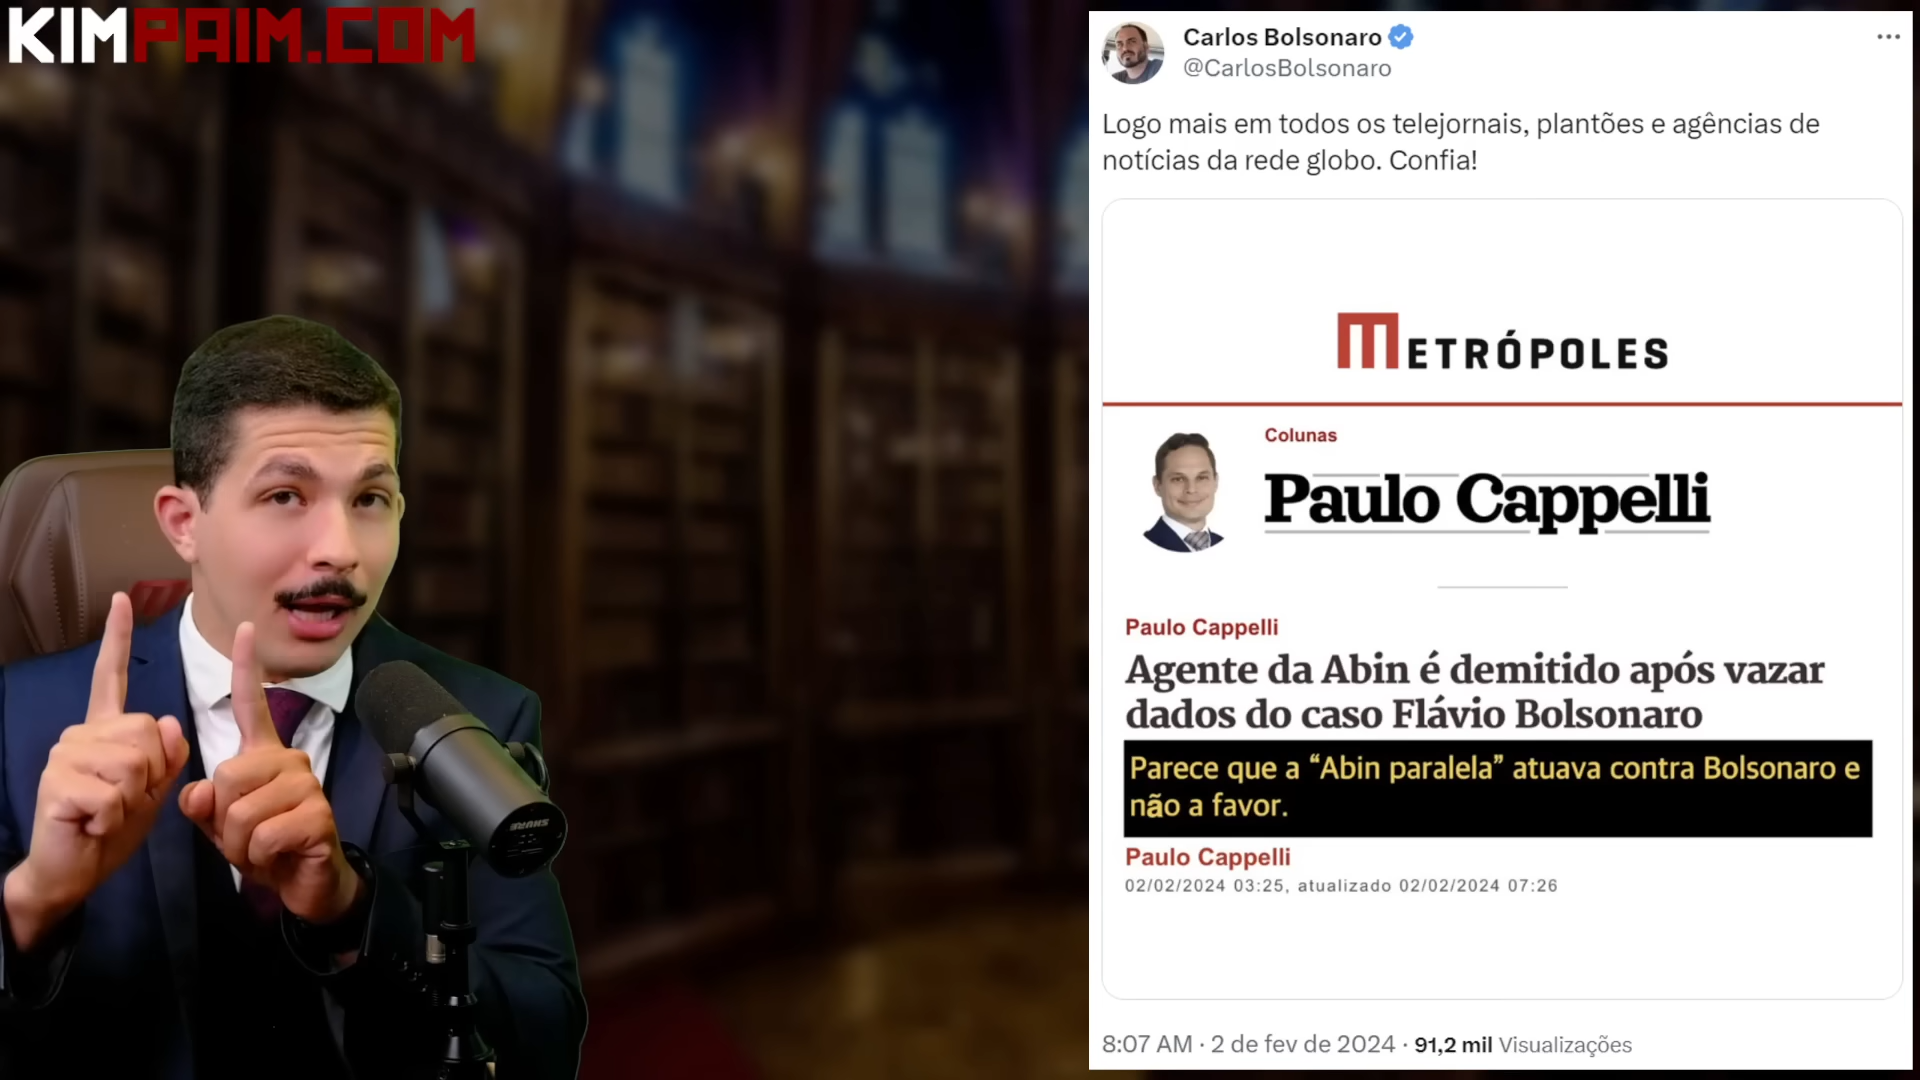 KIMPAIM.COM
Carlos Bolsonaro
@CarlosBolsonaro
Logo mais em todos os telejornais, plantões e agências de
notícias da rede globo. Confia!
METRÓPOLES
Colunas
Paulo Cappelli
Paulo Cappelli
Agente da Abin é demitido após vazar
dados do caso Flávio Bolsonaro
Parece que a “Abin paralela” atuava contra Bolsonaro e
não a favor.
Paulo Cappelli
02/02/2024 03:25, atualizado 02/02/2024 07:26
8:07 AM · 2 de fev de 2024 · 91,2 mil Visualizações
SHURE